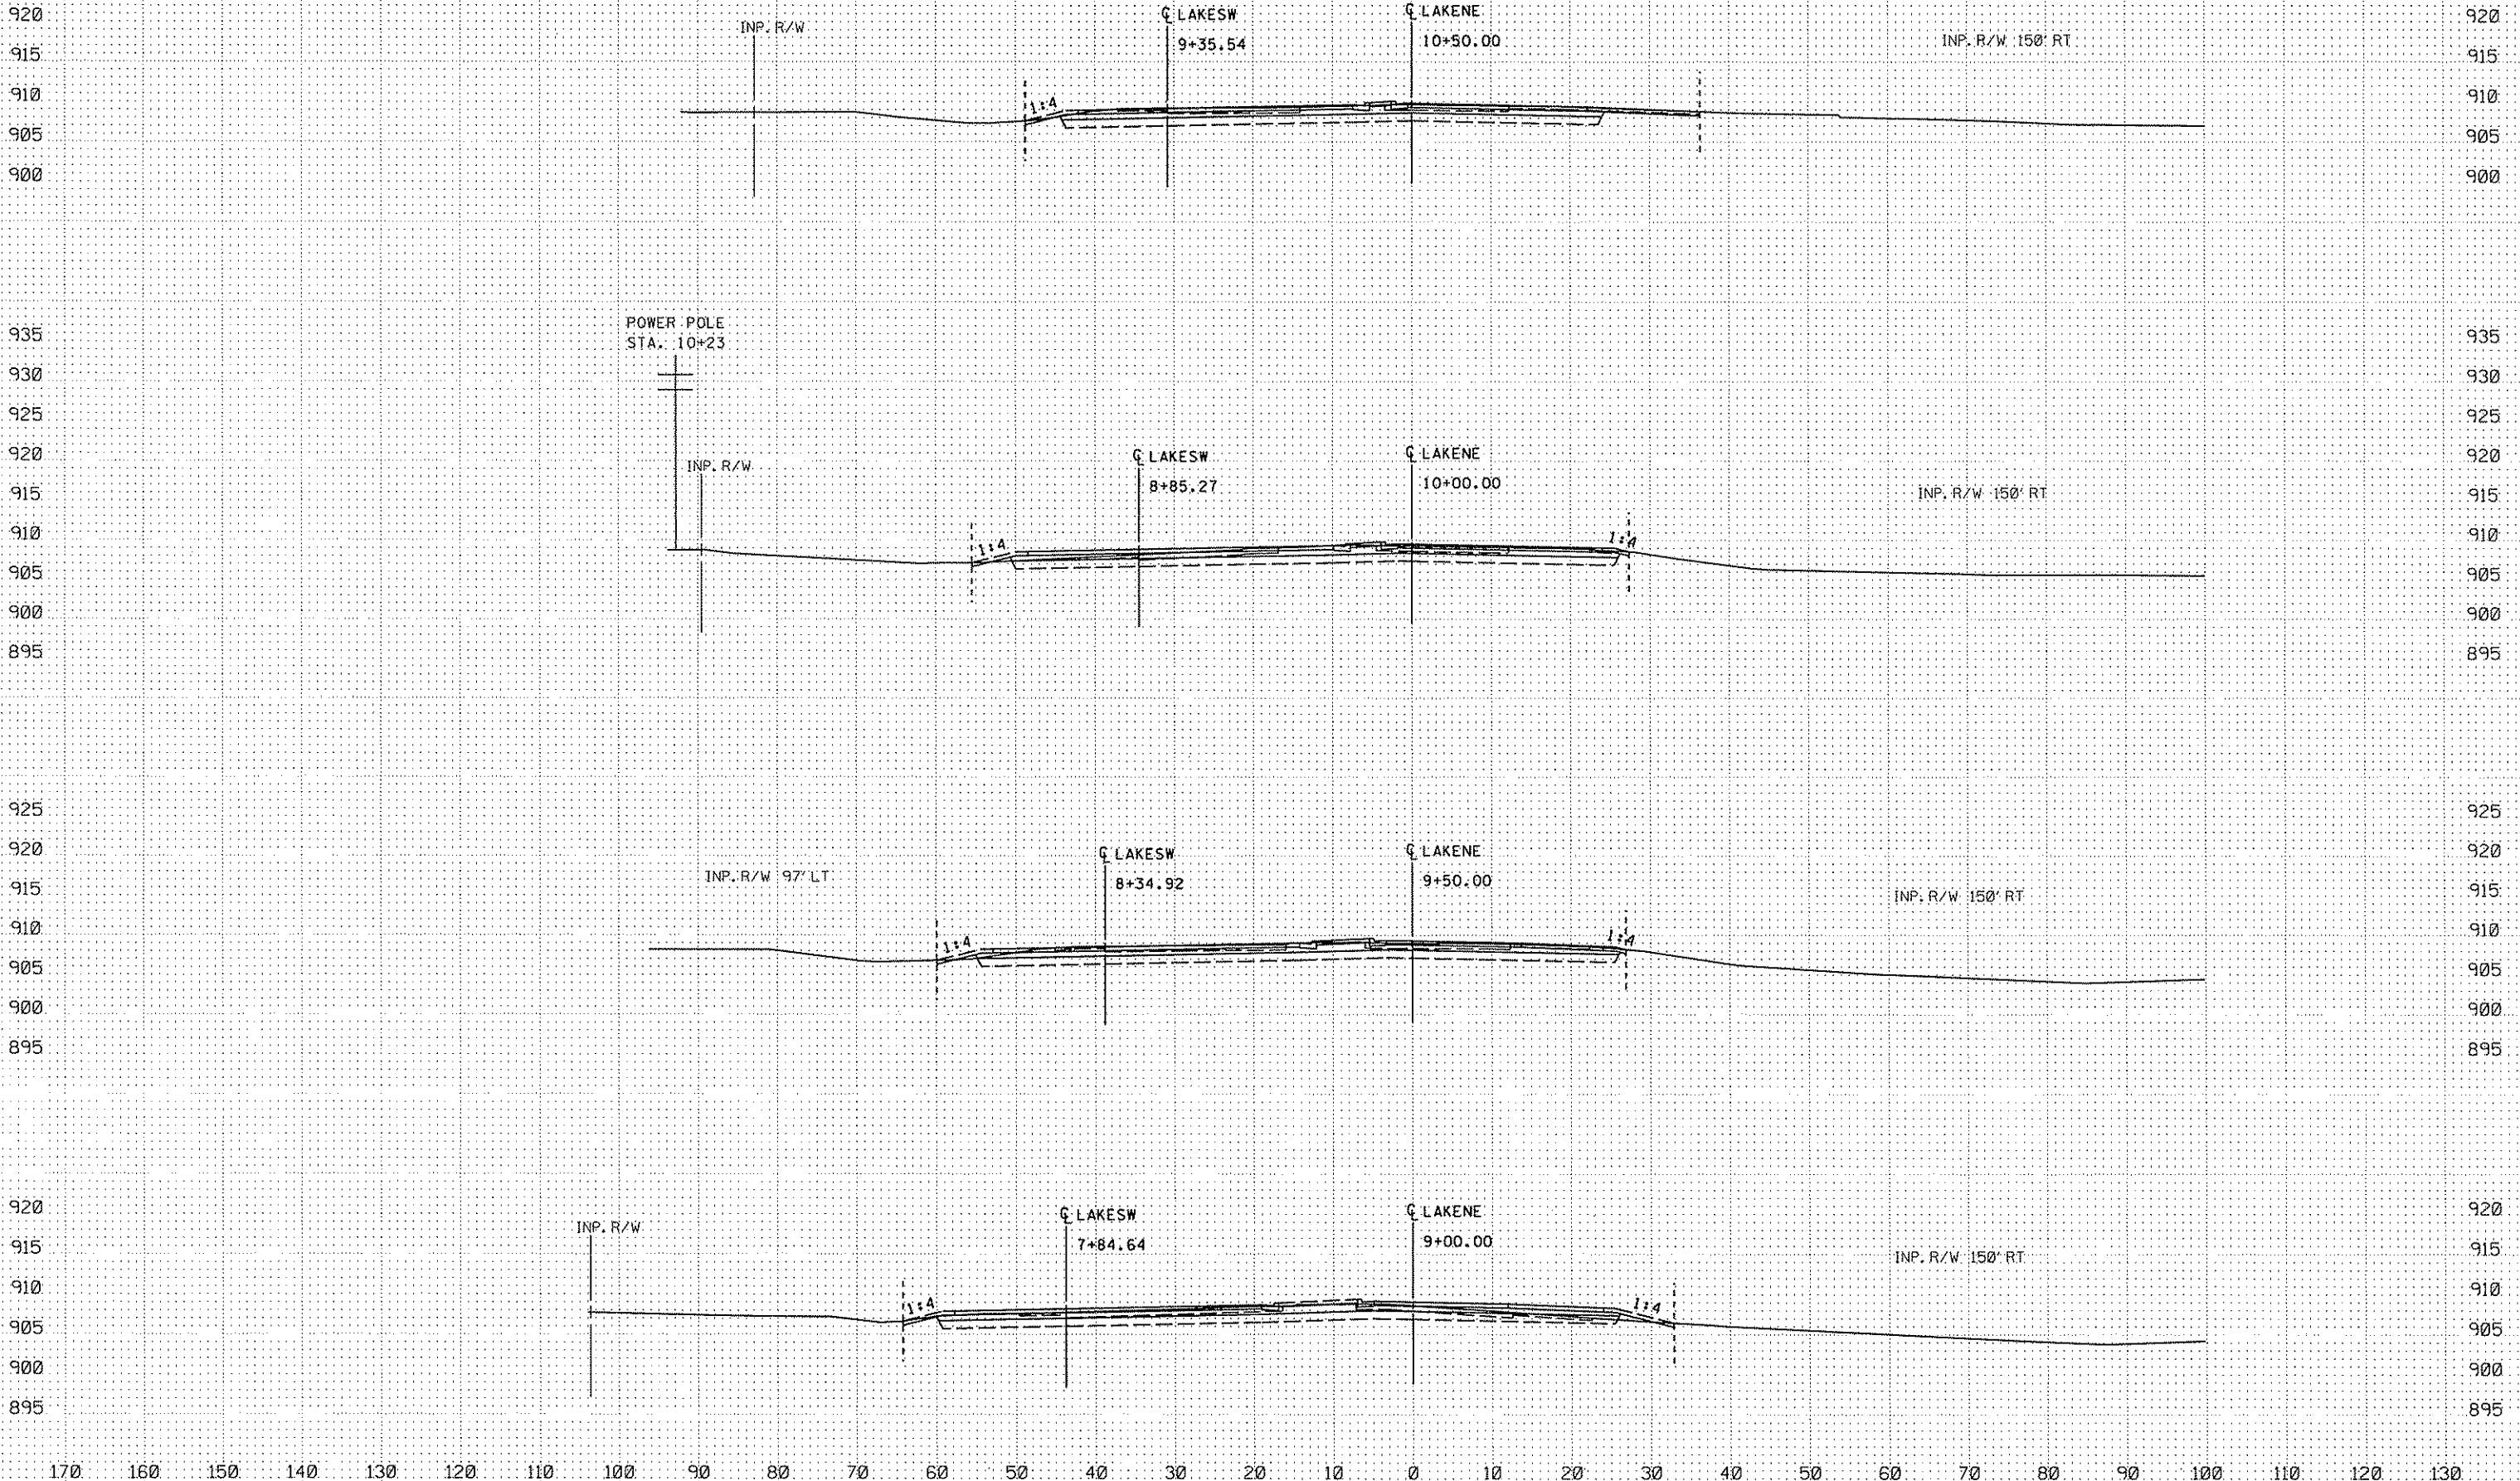 920 INP. R/W ℄ LAKESW ℄ LAKENE 920
9+35.54 10+50.00 INP. R/W 150' RT
915 915
910 1:4 910
905 905
900 900
POWER POLE
STA. 10+23
935 935
930 930
925 925
920 INP. R/W ℄ LAKESW ℄ LAKENE 920
915 8+85.27 10+00.00 INP. R/W 150' RT 915
910 1:4 1:4 910
905 905
900 900
895 895
925 925
920 ℄ LAKESW ℄ LAKENE 920
915 INP. R/W 97' LT 8+34.92 9+50.00 INP. R/W 150' RT 915
910 1:4 1:4 910
905 905
900 900
895 895
920 INP. R/W ℄ LAKESW ℄ LAKENE 920
915 7+84.64 9+00.00 INP. R/W 150' RT 915
910 1:4 1:4 910
905 905
900 900
895 895
170 160 150 140 130 120 110 100 90 80 70 60 50 40 30 20 10 0 10 20 30 40 50 60 70 80 90 100 110 120 130